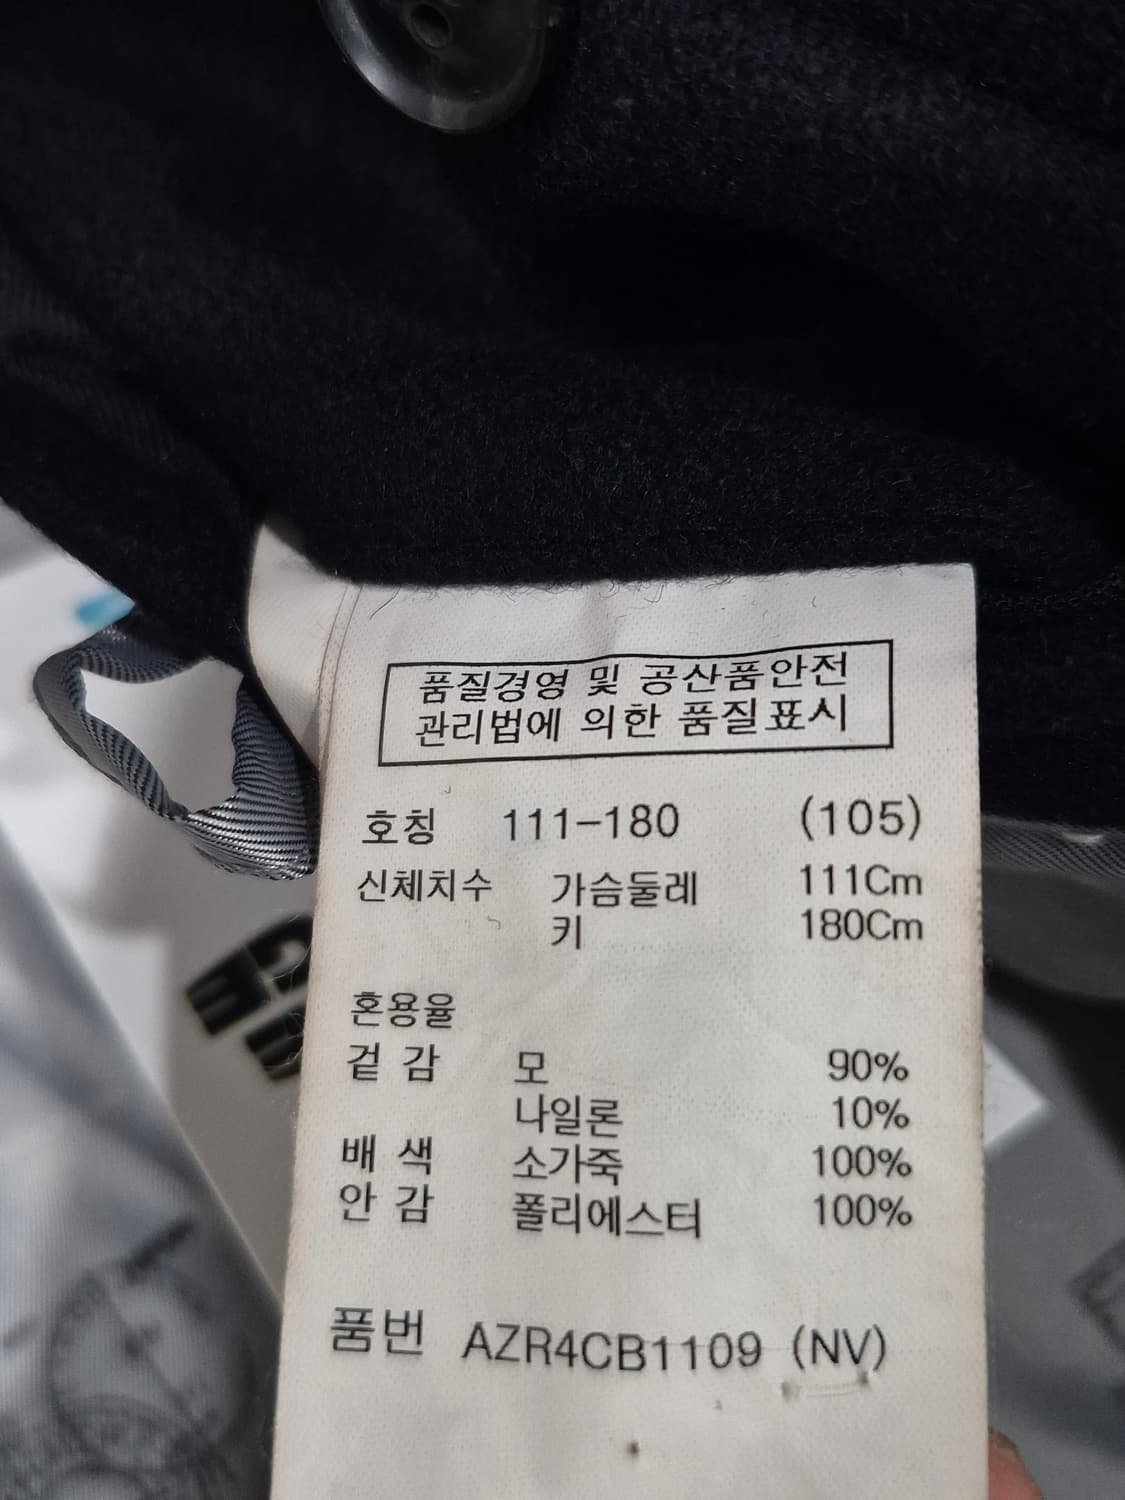 품질경영 및 공산품안전
관리법에 의한 품질표시
호칭 111-180 (105)
신체치수 가슴둘레 111Cm
키 180Cm
혼용율
겉 감 모 90%
나일론 10%
배 색 소가죽 100%
안 감 폴리에스터 100%
품번 AZR4CB1109 (NV)